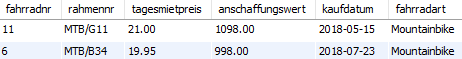 fahrradnr rahmennr tagesmietpreis anschaffungswert kaufdatum fahrradart
11 MTB/G11 21.00 1098.00 2018-05-15 Mountainbike
6 MTB/B34 19.95 998.00 2018-07-23 Mountainbike